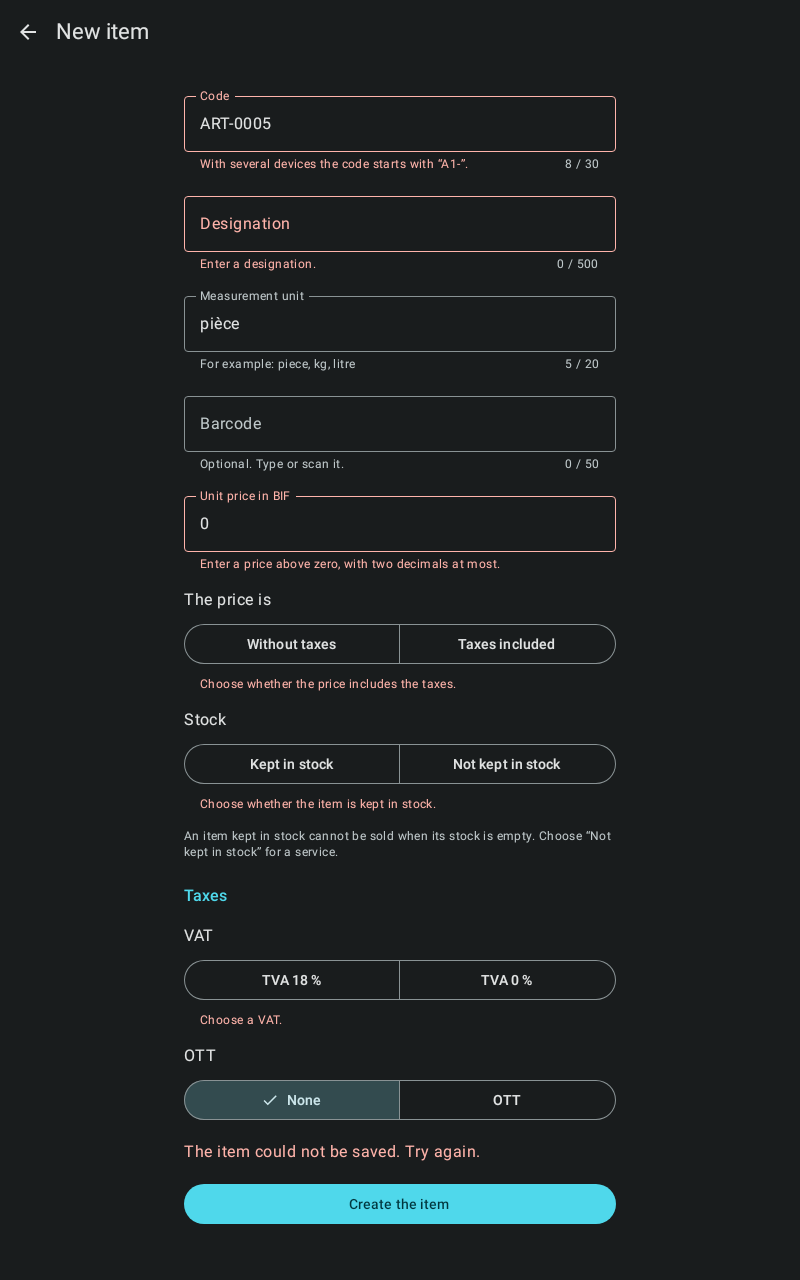 New item
Code
ART-0005
With several devices the code starts with “A1-”.
8 / 30
Designation
Enter a designation.
0 / 500
Measurement unit
pièce
For example: piece, kg, litre
5 / 20
Barcode
Optional. Type or scan it.
0 / 50
Unit price in BIF
0
Enter a price above zero, with two decimals at most.
The price is
Without taxes
Taxes included
Choose whether the price includes the taxes.
Stock
Kept in stock
Not kept in stock
Choose whether the item is kept in stock.
An item kept in stock cannot be sold when its stock is empty. Choose “Not
kept in stock” for a service.
Taxes
VAT
TVA 18 %
TVA 0 %
Choose a VAT.
OTT
None
OTT
The item could not be saved. Try again.
Create the item